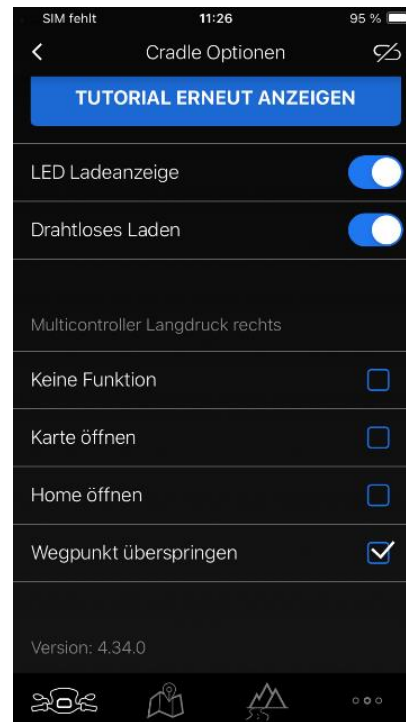 SIM fehlt 11:26 95 %
Cradle Optionen
TUTORIAL ERNEUT ANZEIGEN
LED Ladeanzeige
Drahtloses Laden
Multicontroller Langdruck rechts
Keine Funktion
Karte öffnen
Home öffnen
Wegpunkt überspringen
Version: 4.34.0